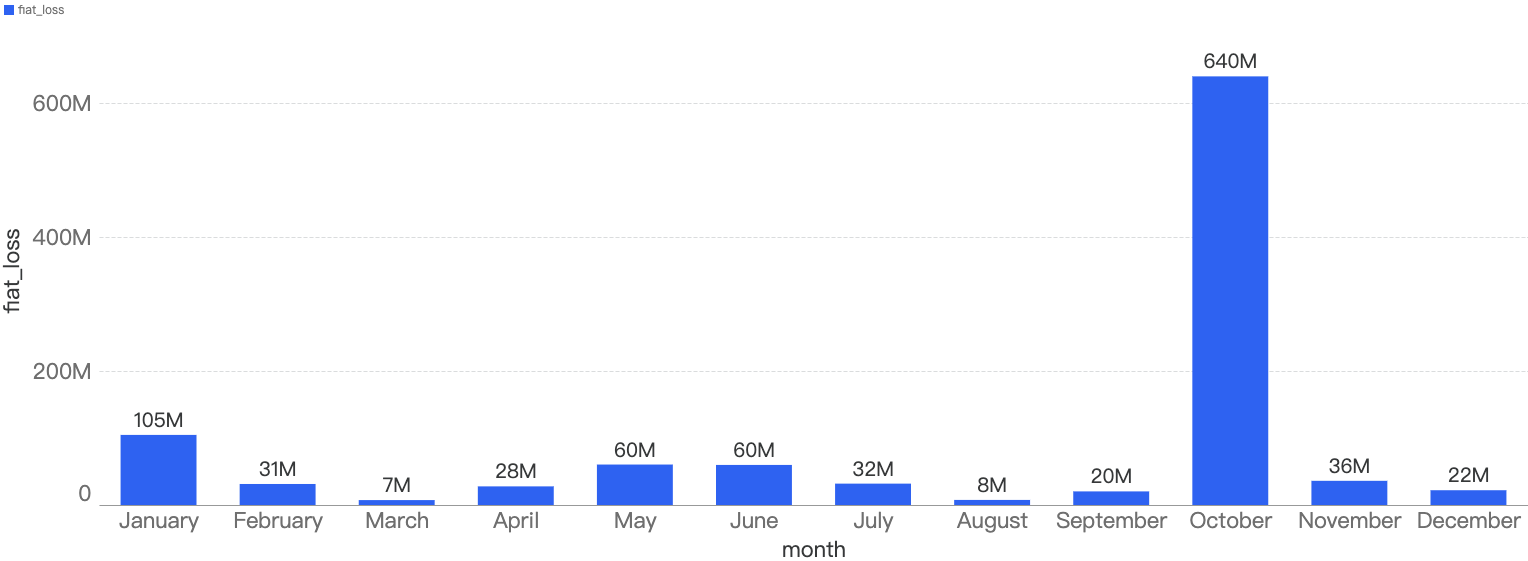 fiat_loss
640M
600M
400M
fiat_loss
200M
105M
31M
7M
28M
60M
60M
32M
8M
20M
36M
22M
0
January February March April May June July August September October November December
month